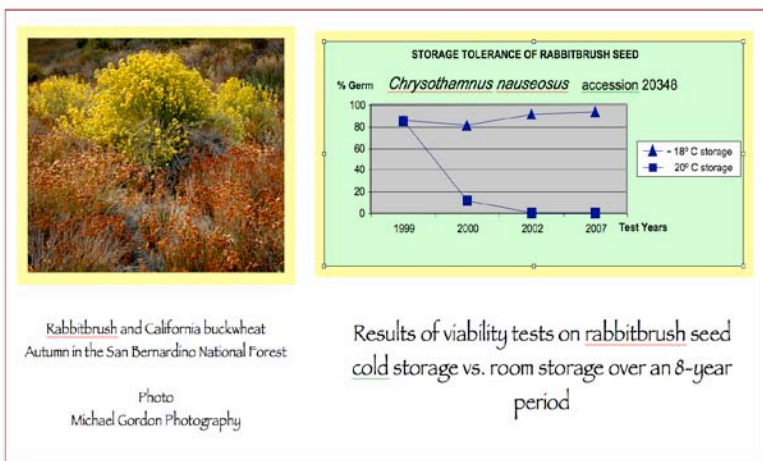 STORAGE TOLERANCE OF RABBITBRUSH SEED
% Germ Chrysothamnus nauseosus accession 20348
100
80
60
40
20
0
1999 2000 2002 2007 Test Years
- 18º C storage
20º C storage
Rabbitbrush and California buckwheat
Autumn in the San Bernardino National Forest
Photo
Michael Gordon Photography
Results of viability tests on rabbitbrush seed
cold storage vs. room storage over an 8-year
period